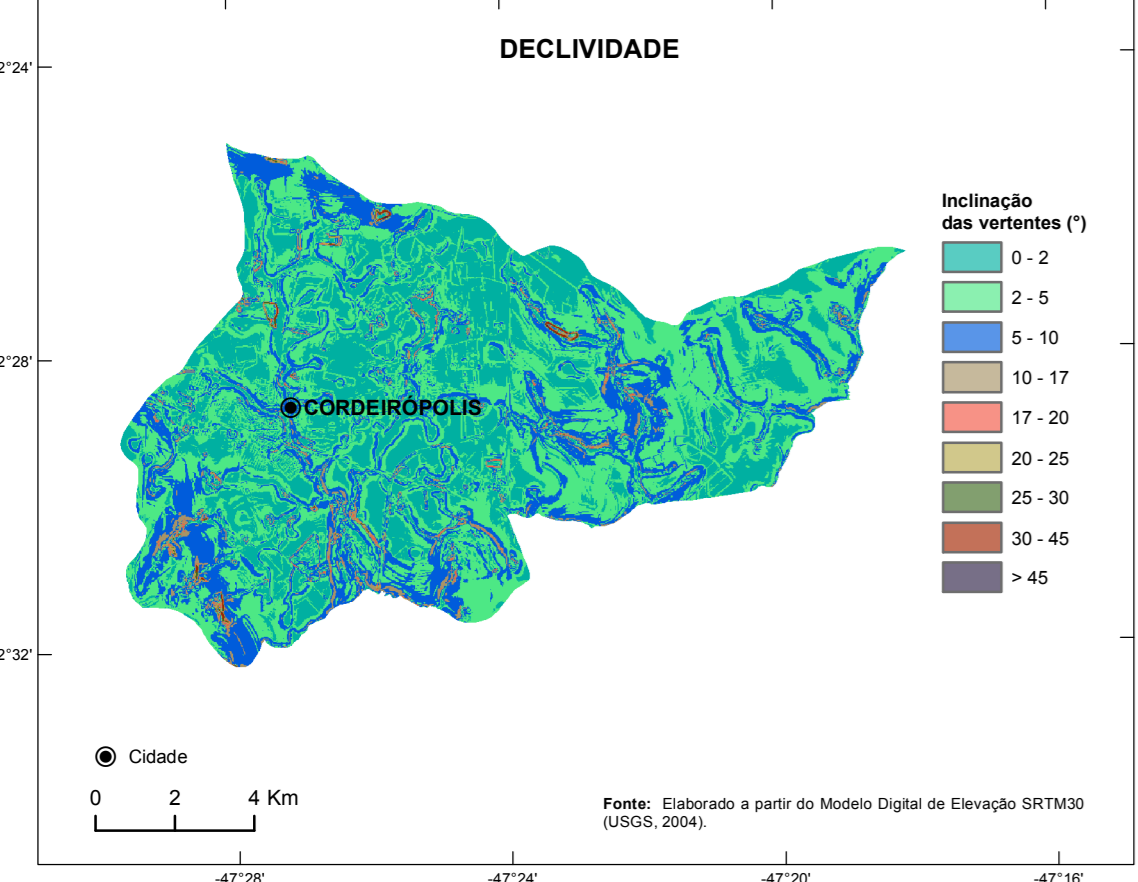 DECLIVIDADE
2°24'
Inclinação
das vertentes (°)
0 - 2
2 - 5
2°28'
5 - 10
10 - 17
CORDEIRÓPOLIS
17 - 20
20 - 25
25 - 30
30 - 45
> 45
2°32'
Cidade
0 2 4 Km
Fonte: Elaborado a partir do Modelo Digital de Elevação SRTM30
(USGS, 2004).
-47°28' -47°24' -47°20' -47°16'